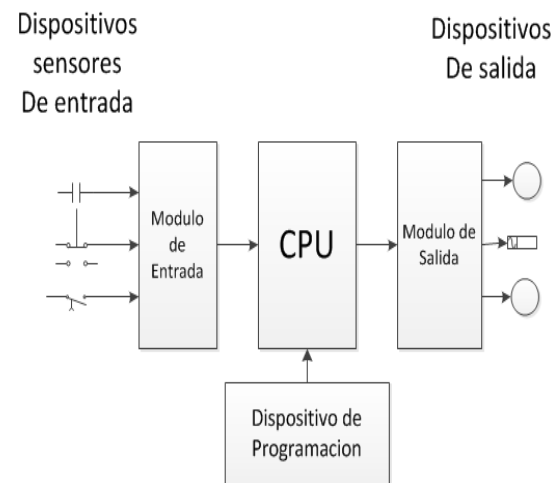 Dispositivos
sensores
De entrada
Dispositivos
De salida
Modulo
de
Entrada
CPU
Modulo de
Salida
Dispositivo de
Programacion